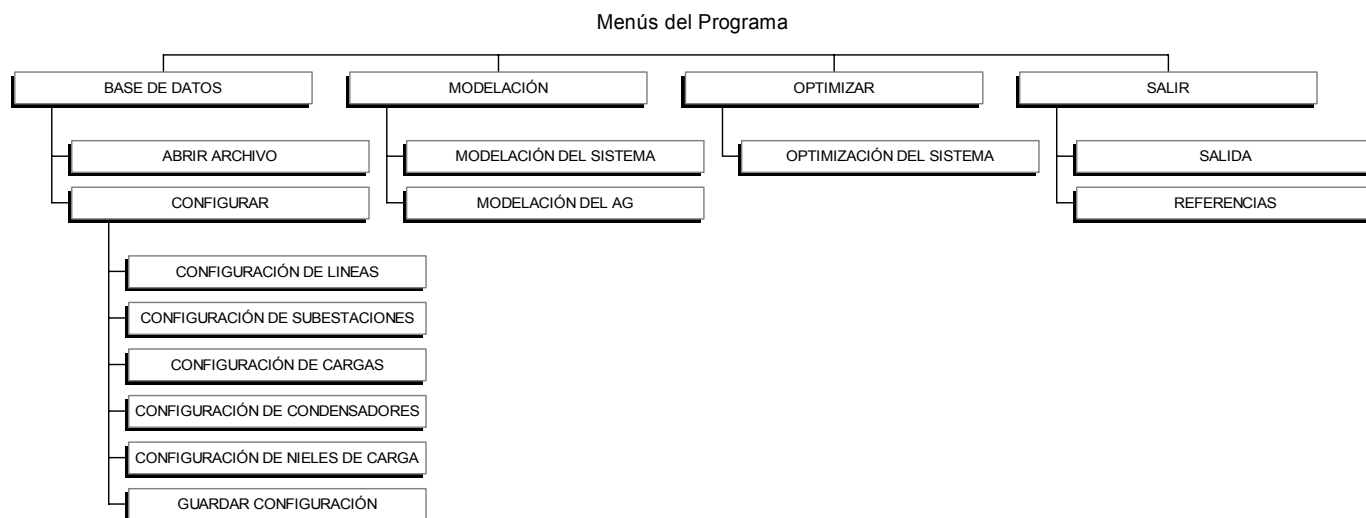 Menús del Programa
BASE DE DATOS
MODELACIÓN
OPTIMIZAR
SALIR
ABRIR ARCHIVO
MODELACIÓN DEL SISTEMA
OPTIMIZACIÓN DEL SISTEMA
SALIDA
CONFIGURAR
MODELACIÓN DEL AG
REFERENCIAS
CONFIGURACIÓN DE LINEAS
CONFIGURACIÓN DE SUBESTACIONES
CONFIGURACIÓN DE CARGAS
CONFIGURACIÓN DE CONDENSADORES
CONFIGURACIÓN DE NIELES DE CARGA
GUARDAR CONFIGURACIÓN